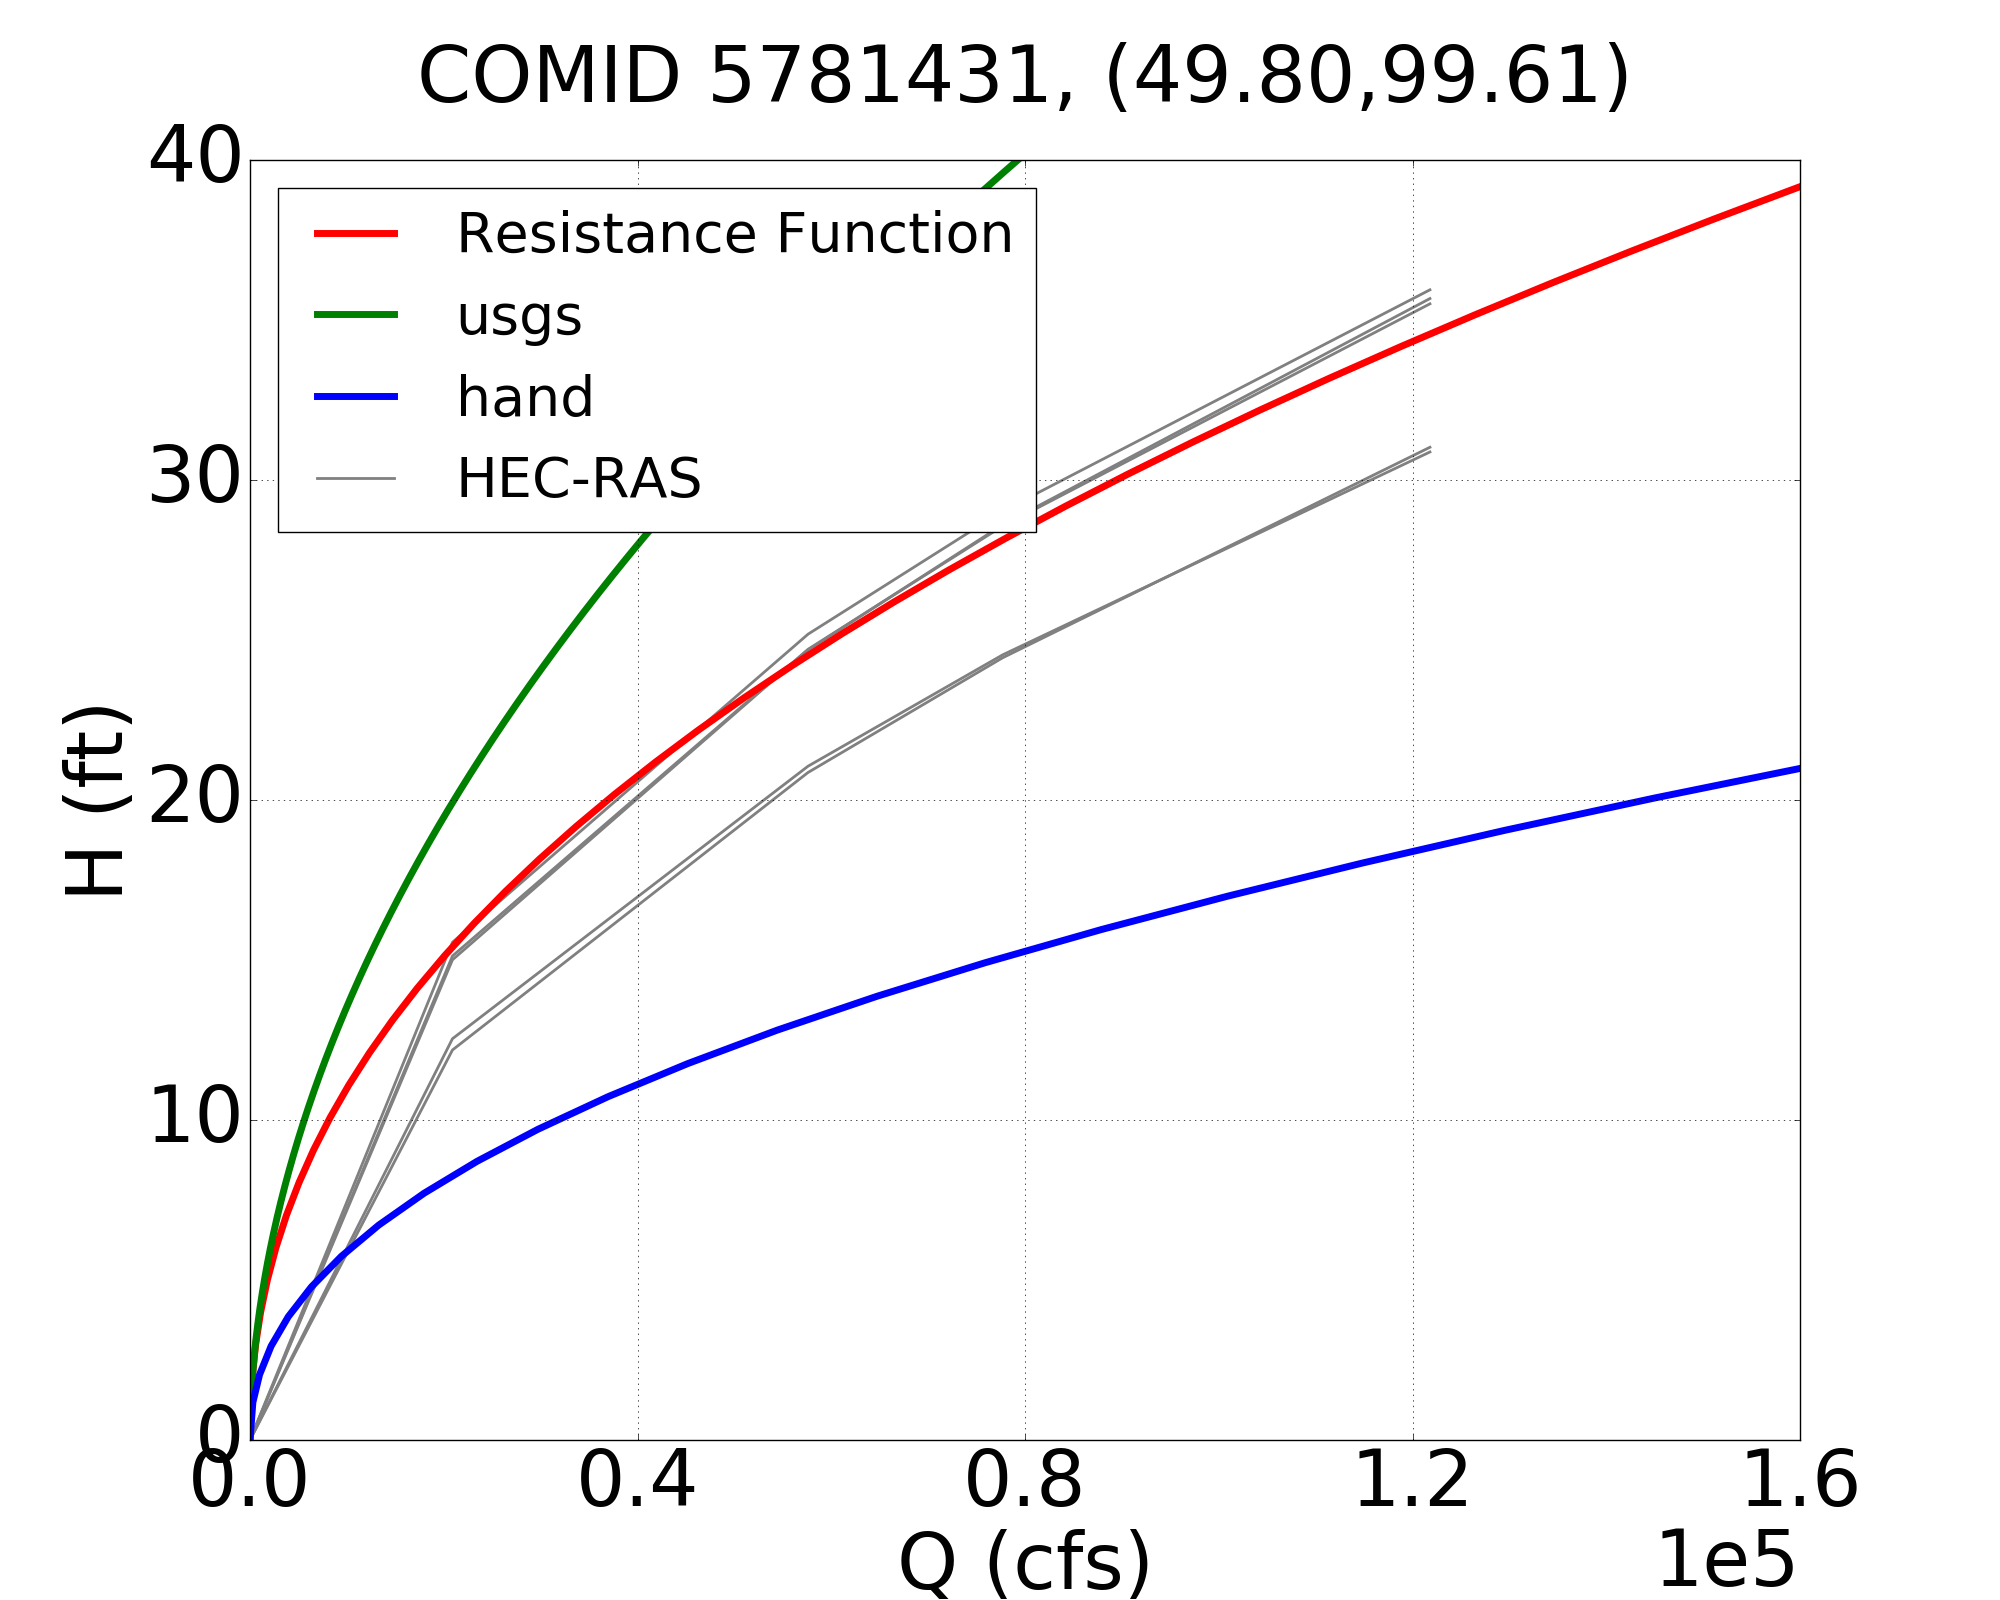 COMID 5781431, (49.80,99.61)
40
30
20
10
0
H (ft)
Resistance Function
usgs
hand
HEC-RAS
0.0 0.4 0.8 1.2 1.6
Q (cfs)
1e5